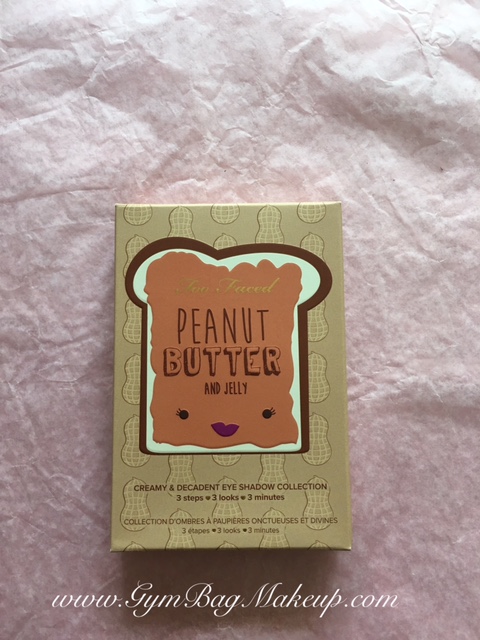 Too Faced
PEANUT
BUTTER
AND JELLY
CREAMY & DECADENT EYE SHADOW COLLECTION
3 steps ♥ 3 looks ♥ 3 minutes
COLLECTION D'OMBRES À PAUPIÈRES ONCTUEUSES ET DIVINES
3 étapes ♥ 3 looks ♥ 3 minutes
www.GymBagMakeup.com